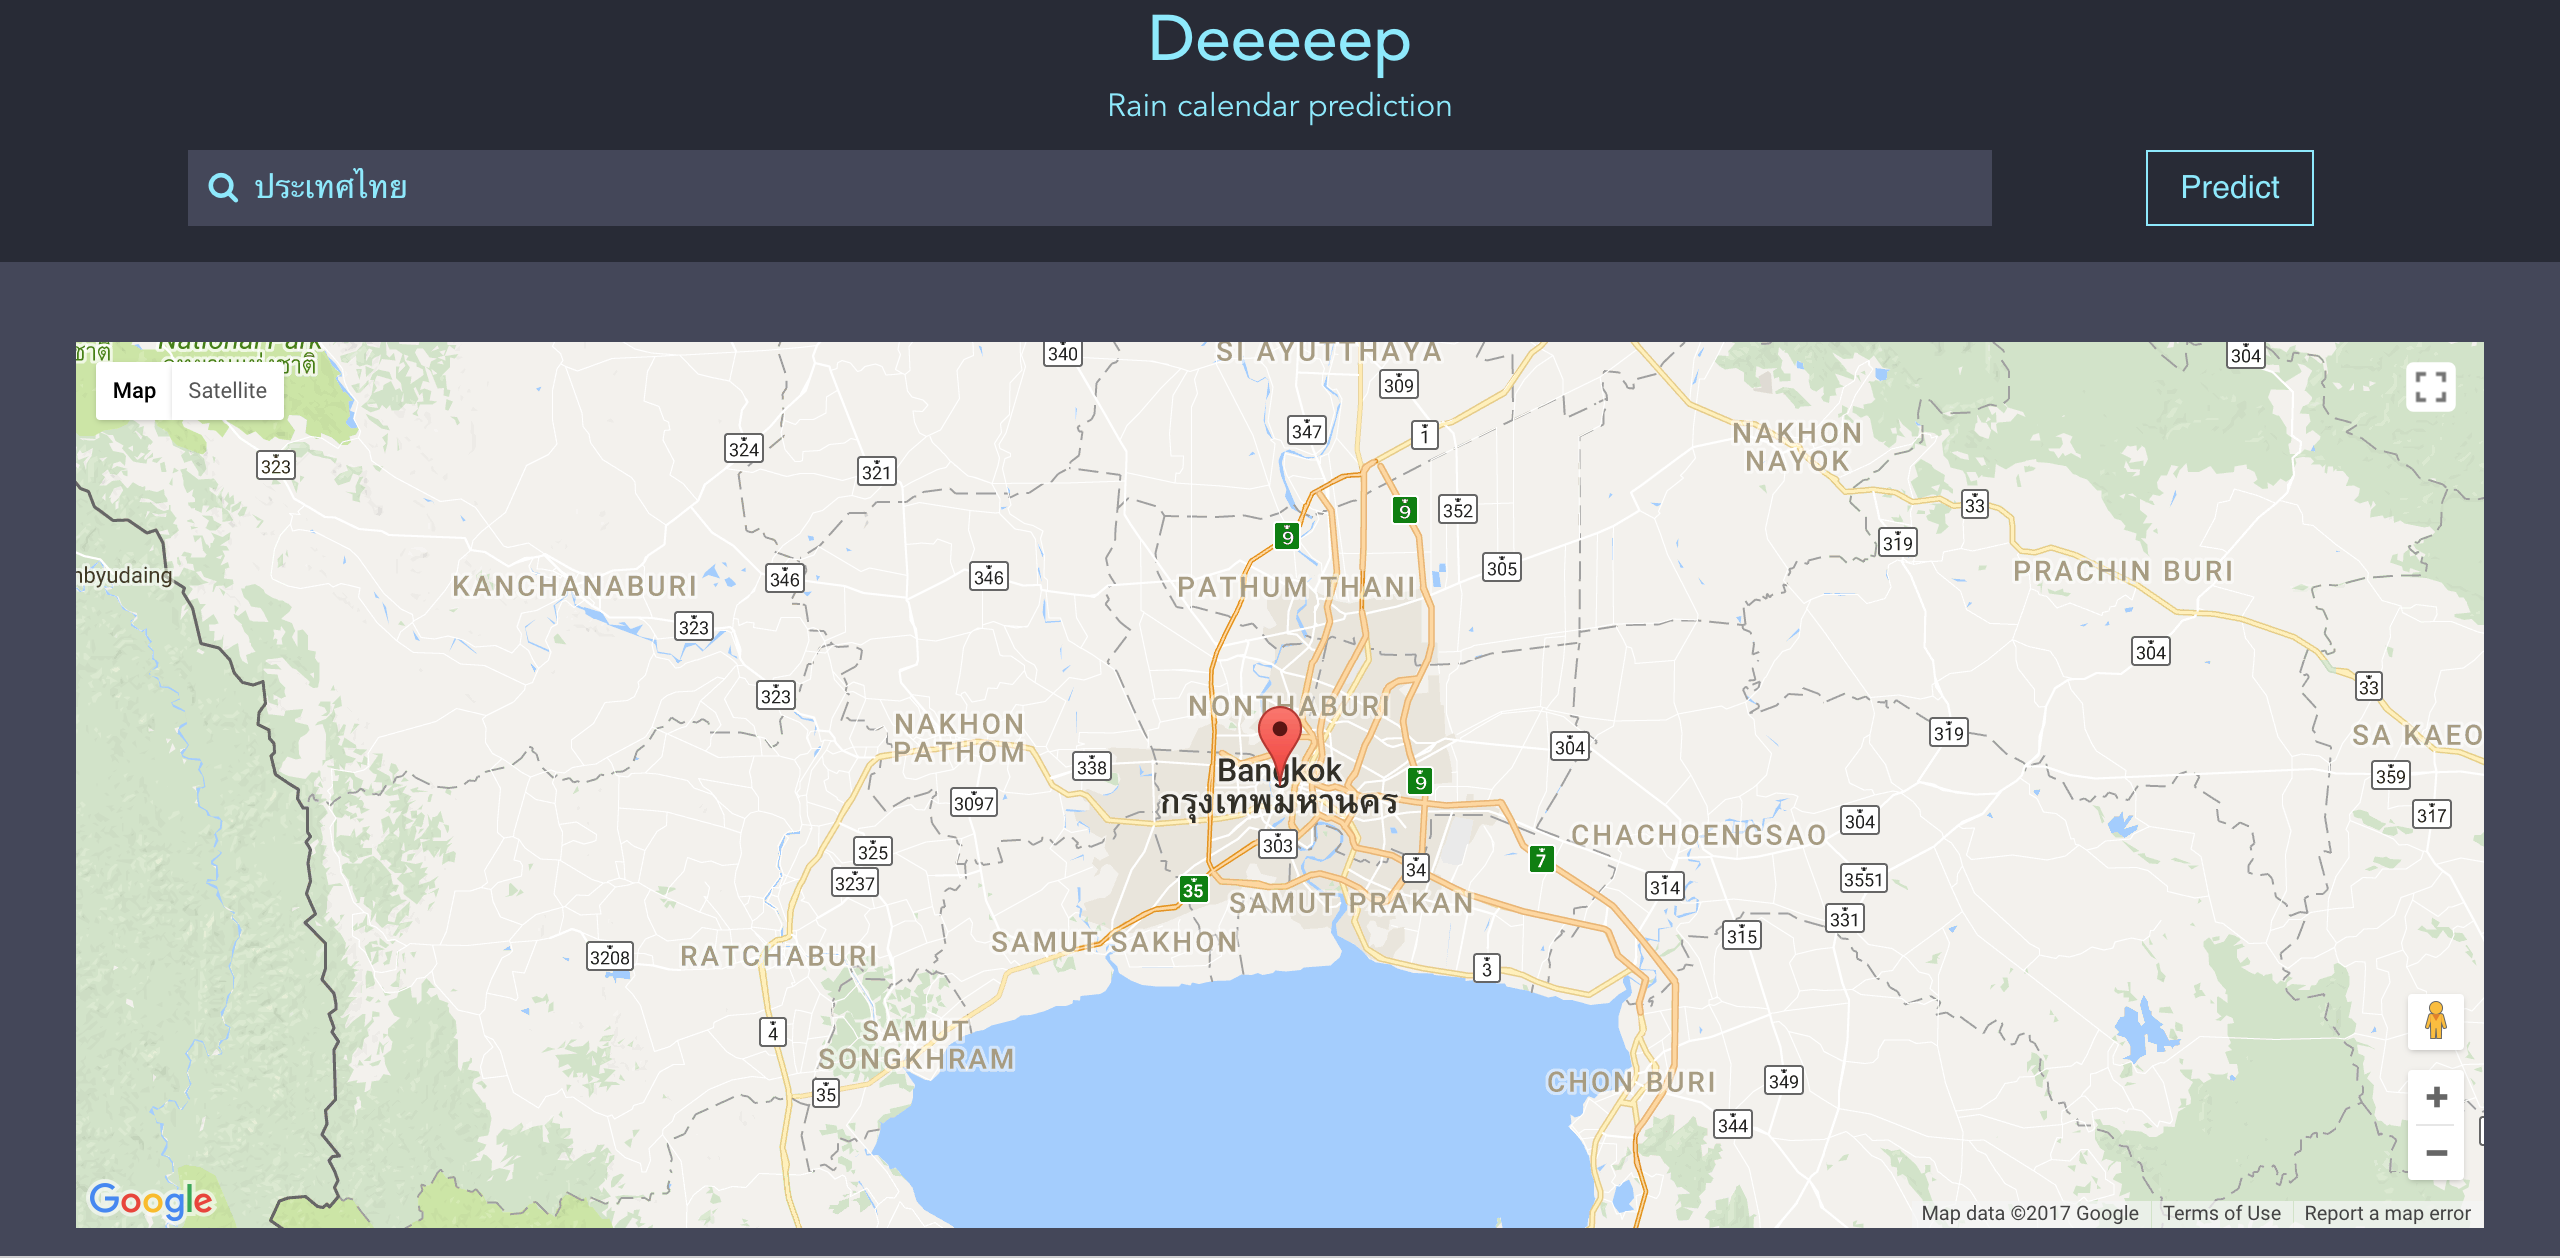 Deeeeep
Rain calendar prediction
ประเทศไทย
Predict
National Park
ชาติ
Map
Satellite
340
SI AYUTTHAYA
309
304
347
1
324
323
321
NAKHON
NAYOK
9
352
33
9
319
305
nbyudaing
KANCHANABURI
346
346
PATHUM THANI
PRACHIN BURI
323
304
323
33
NONTHABURI
NAKHON
PATHOM
319
SA KAEO
304
338
Bangkok
9
359
กรุงเทพมหานคร
3097
317
304
CHACHOENGSAO
303
325
7
34
3237
35
314
3551
SAMUT PRAKAN
331
315
SAMUT SAKHON
RATCHABURI
3208
3
4
SAMUT
SONGKHRAM
35
CHON BURI
349
344
Google
Map data ©2017 Google
Terms of Use
Report a map error